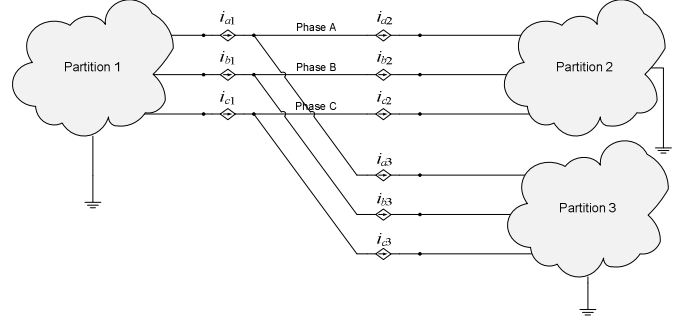 i_a1
Phase A
i_a2
i_b1
Phase B
i_b2
Partition 1
Partition 2
i_c1
Phase C
i_c2
i_a3
i_b3
Partition 3
i_c3